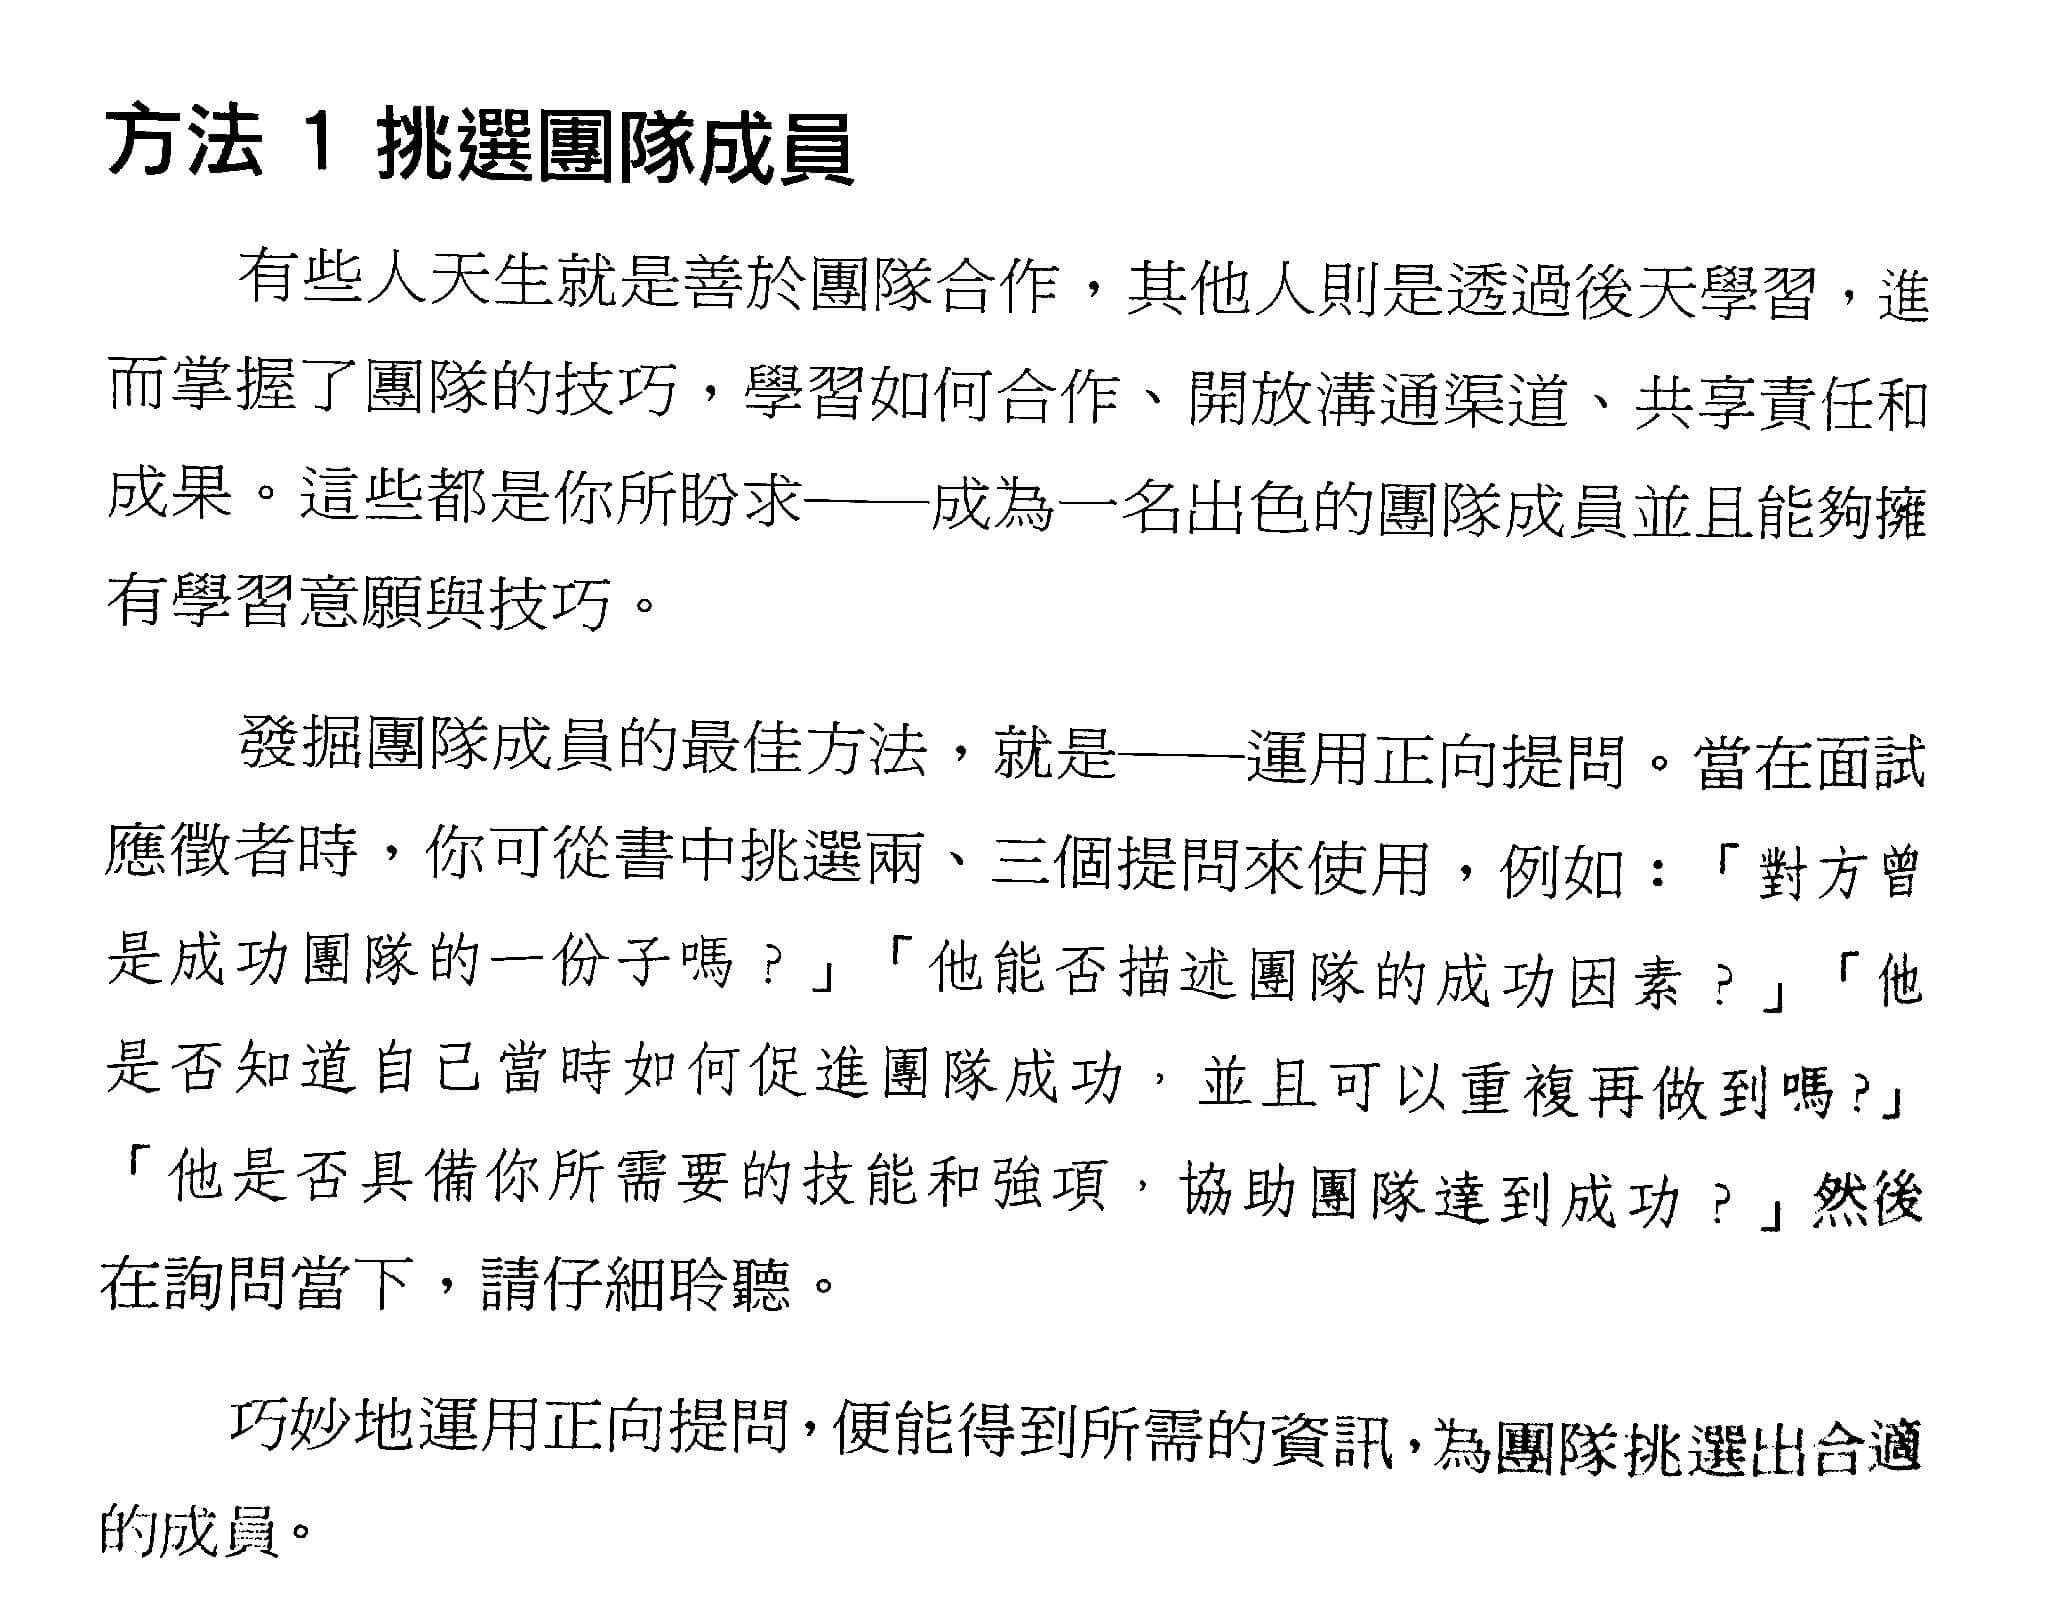 方法 1 挑選團隊成員
有些人天生就是善於團隊合作，其他人則是透過後天學習，進
而掌握了團隊的技巧，學習如何合作、開放溝通渠道、共享責任和
成果。這些都是你所盼求——成為一名出色的團隊成員並且能夠擁
有學習意願與技巧。
發掘團隊成員的最佳方法，就是——運用正向提問。當在面試
應徵者時，你可從書中挑選兩、三個提問來使用，例如：「對方曾
是成功團隊的一份子嗎？」「他能否描述團隊的成功因素？」「他
是否知道自己當時如何促進團隊成功，並且可以重複再做到嗎？」
「他是否具備你所需要的技能和強項，協助團隊達到成功？」然後
在詢問當下，請仔細聆聽。
巧妙地運用正向提問，便能得到所需的資訊，為團隊挑選出合適
的成員。